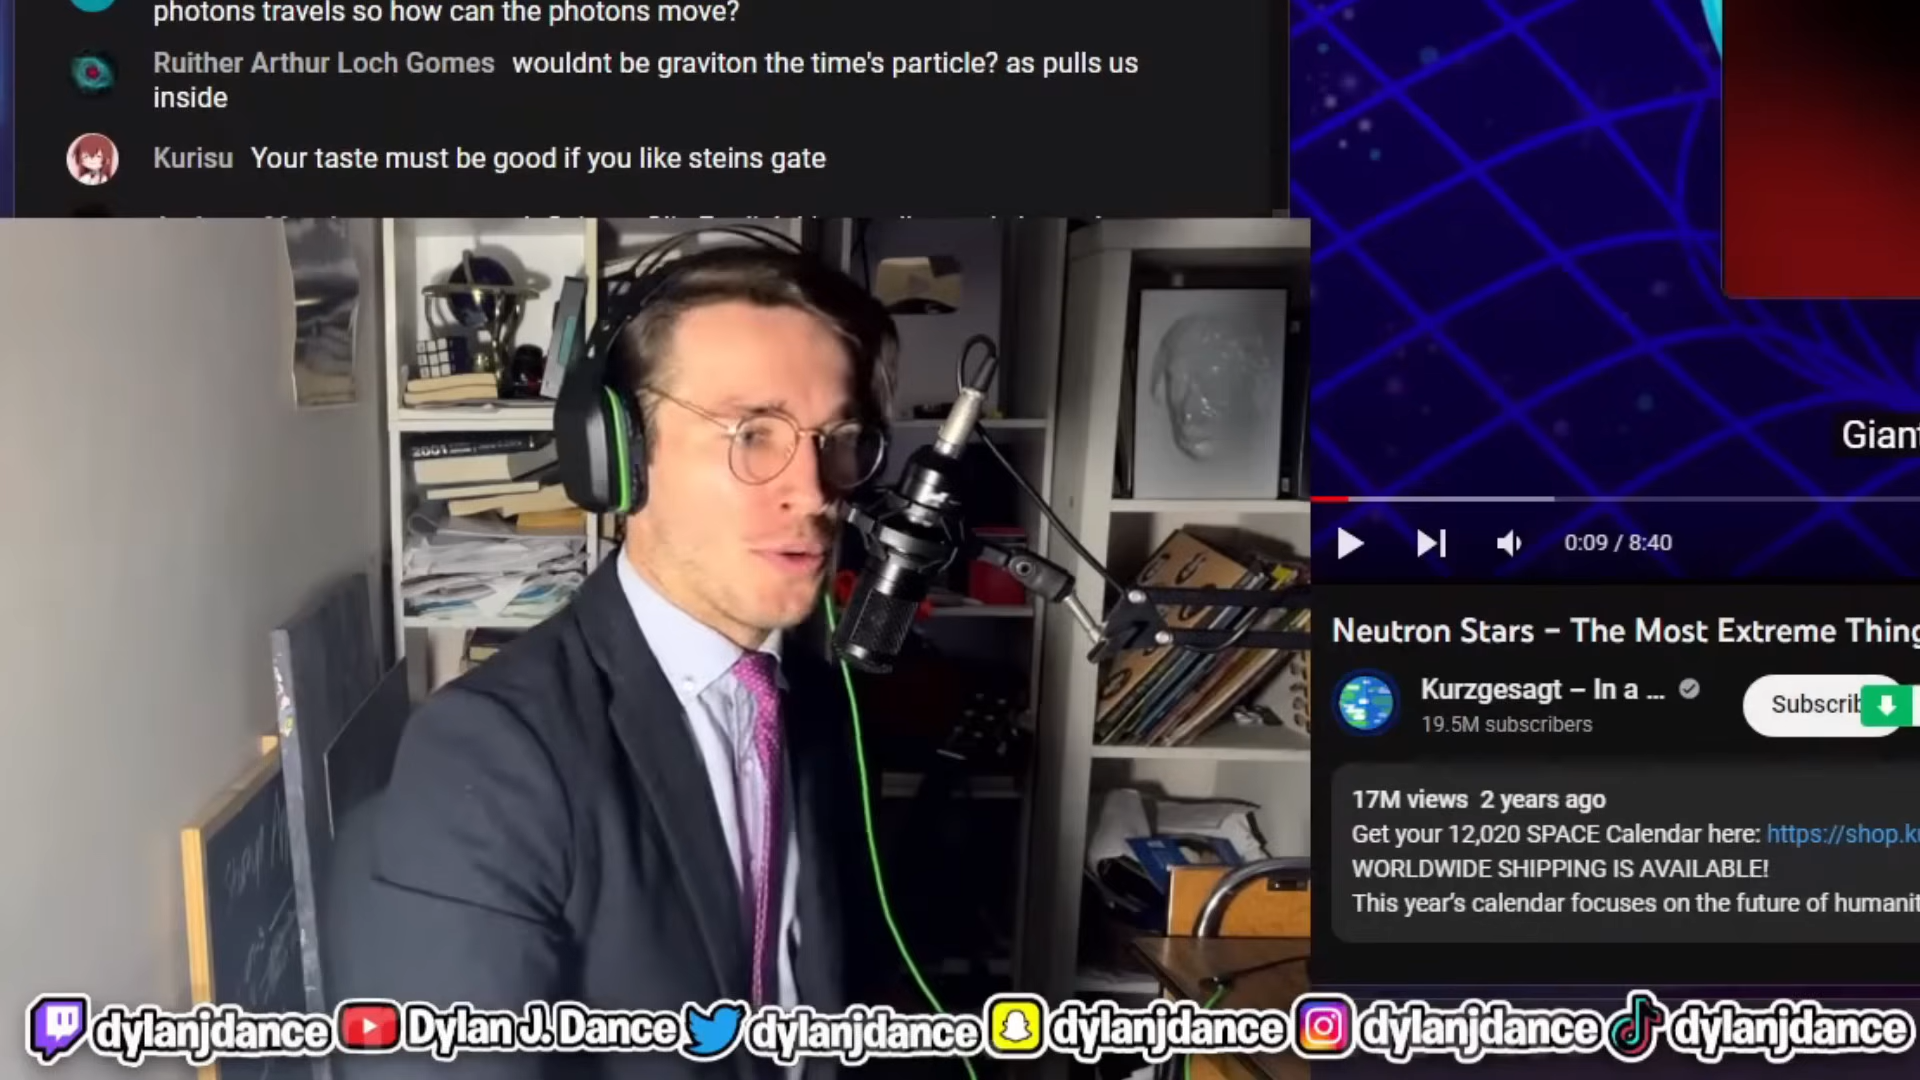 photons travels so how can the photons move?
Ruither Arthur Loch Gomes wouldnt be graviton the time's particle? as pulls us
inside
Kurisu Your taste must be good if you like steins gate
2001
Giant
0:09 / 8:40
Neutron Stars – The Most Extreme Thing
Kurzgesagt – In a ...
19.5M subscribers
Subscrib
17M views 2 years ago
Get your 12,020 SPACE Calendar here: https://shop.k
WORLDWIDE SHIPPING IS AVAILABLE!
This year's calendar focuses on the future of humanit
dylanjdance Dylan J. Dance dylanjdance dylanjdance dylanjdance dylanjdance